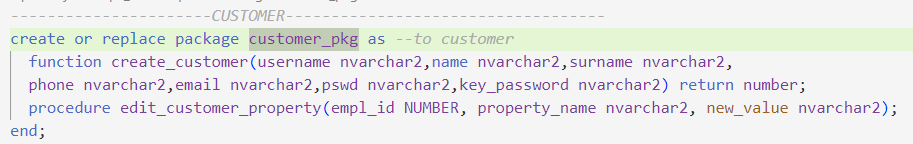 ----------------------CUSTOMER-----------------------------------
create or replace package customer_pkg as --to customer
function create_customer(username nvarchar2,name nvarchar2,surname nvarchar2,
phone nvarchar2,email nvarchar2,pswd nvarchar2,key_password nvarchar2) return number;
procedure edit_customer_property(empl_id NUMBER, property_name nvarchar2, new_value nvarchar2);
end;